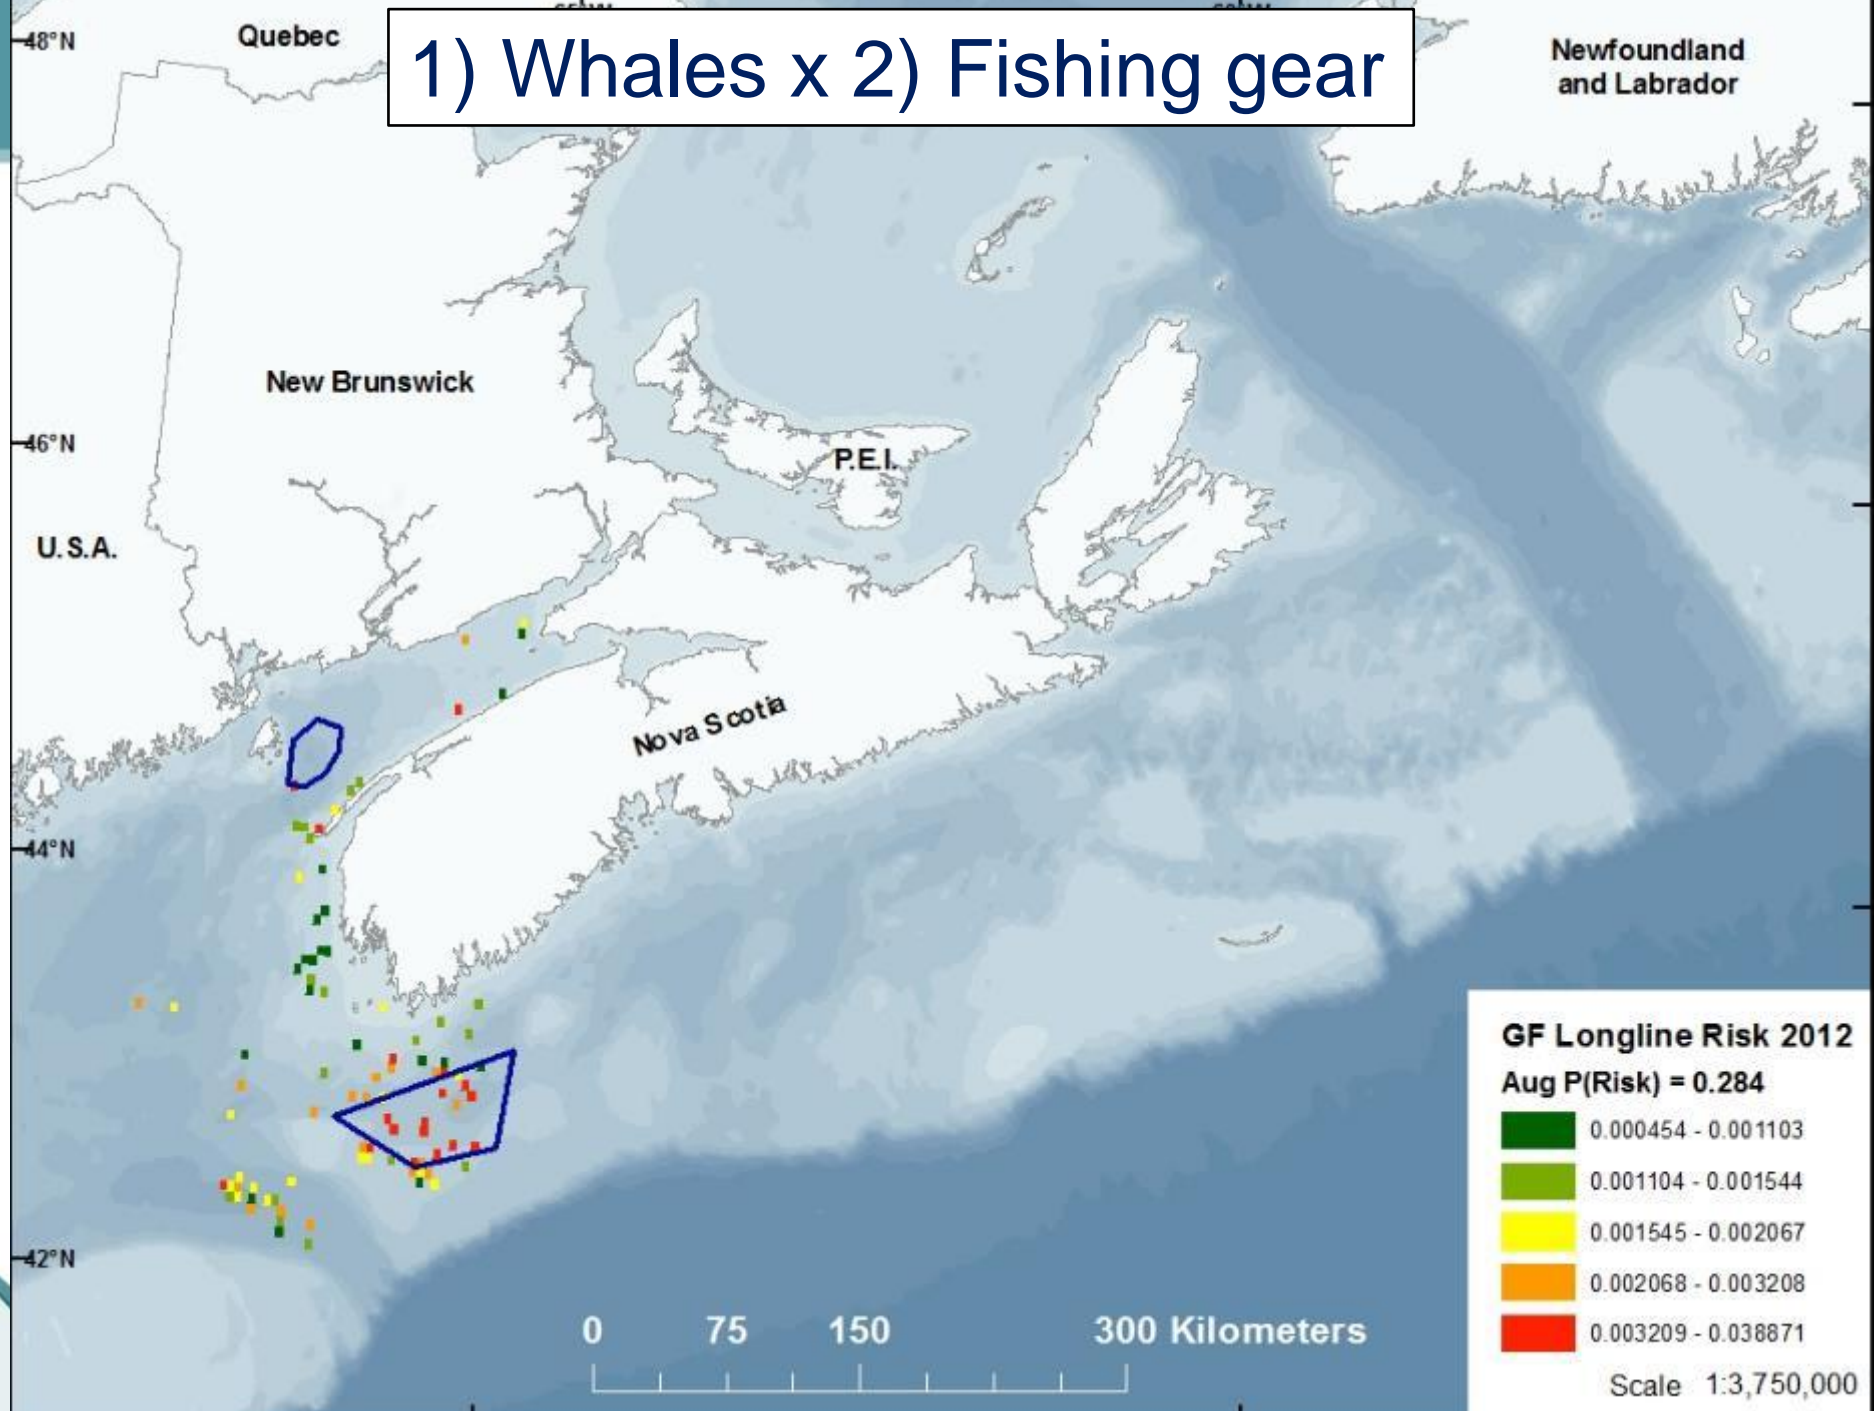 1) Whales x 2) Fishing gear
48°N
Quebec
Newfoundland
and Labrador
New Brunswick
46°N
P.E.I.
U.S.A.
Nova Scotia
44°N
42°N
GF Longline Risk 2012
Aug P(Risk) = 0.284
0.000454 - 0.001103
0.001104 - 0.001544
0.001545 - 0.002067
0.002068 - 0.003208
0.003209 - 0.038871
Scale 1:3,750,000
0 75 150 300 Kilometers